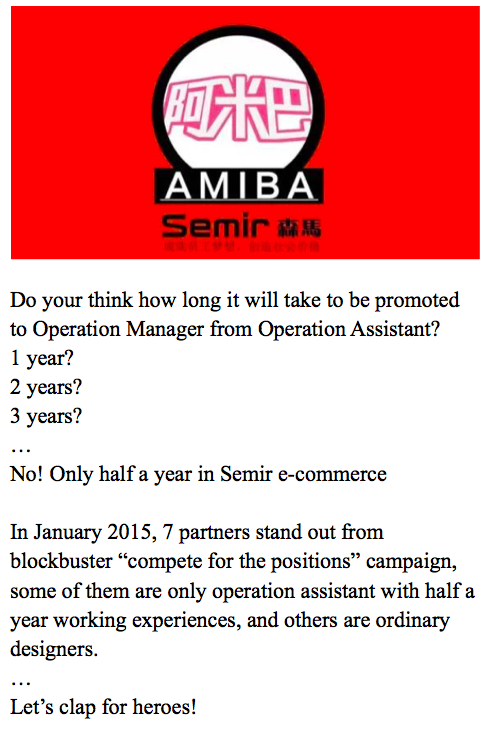 阿米巴
AMIBA
Semir 森馬
Do your think how long it will take to be promoted
to Operation Manager from Operation Assistant?
1 year?
2 years?
3 years?
…
No! Only half a year in Semir e-commerce
In January 2015, 7 partners stand out from
blockbuster “compete for the positions” campaign,
some of them are only operation assistant with half a
year working experiences, and others are ordinary
designers.
…
Let’s clap for heroes!